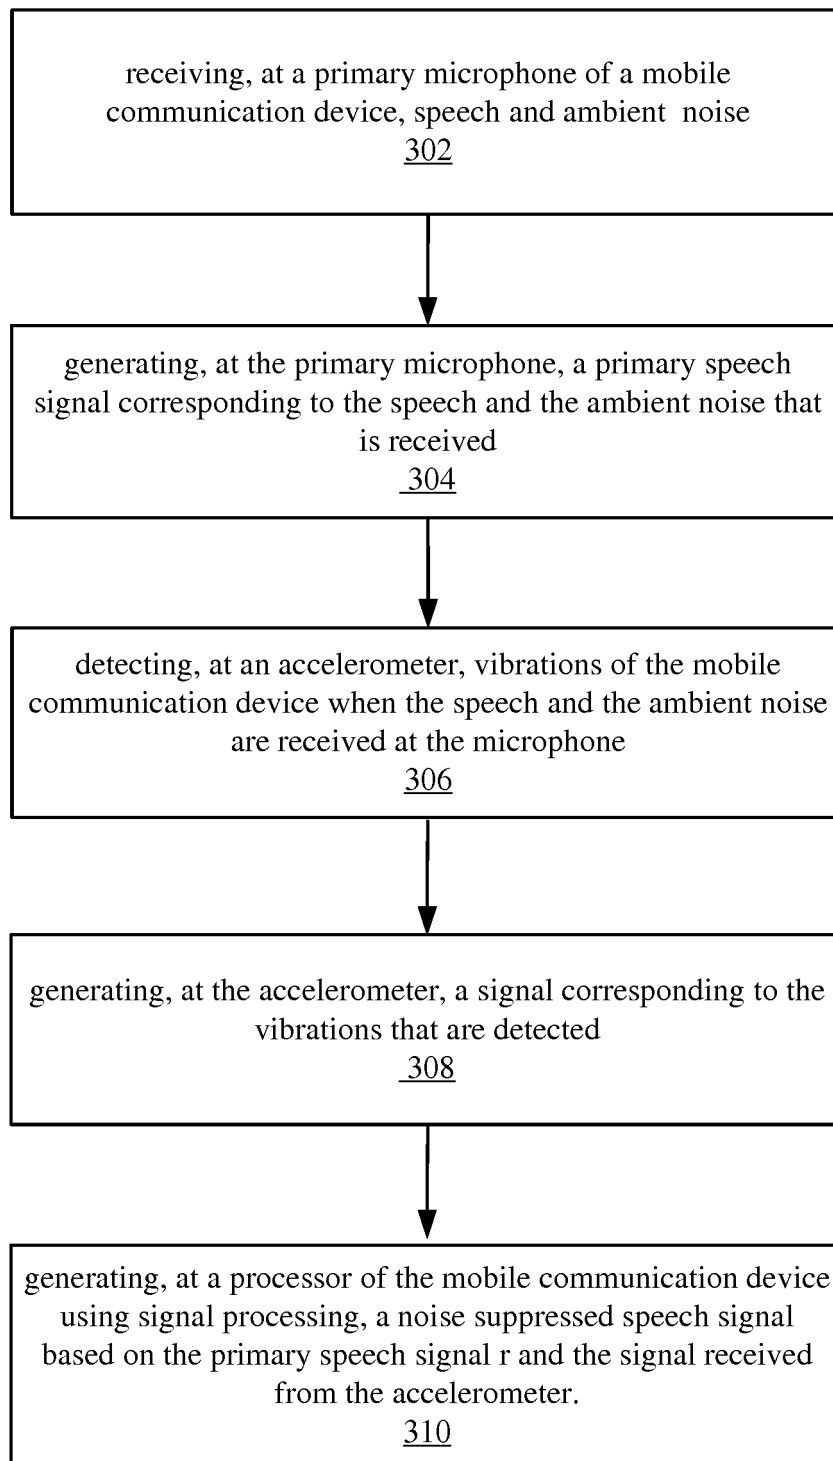 receiving, at a primary microphone of a mobile
communication device, speech and ambient  noise
302
generating, at the primary microphone, a primary speech
signal corresponding to the speech and the ambient noise that
is received
304
detecting, at an accelerometer, vibrations of the mobile
communication device when the speech and the ambient noise
are received at the microphone
306
generating, at the accelerometer, a signal corresponding to the
vibrations that are detected
308
generating, at a processor of the mobile communication device
using signal processing, a noise suppressed speech signal
based on the primary speech signal r and the signal received
from the accelerometer.
310